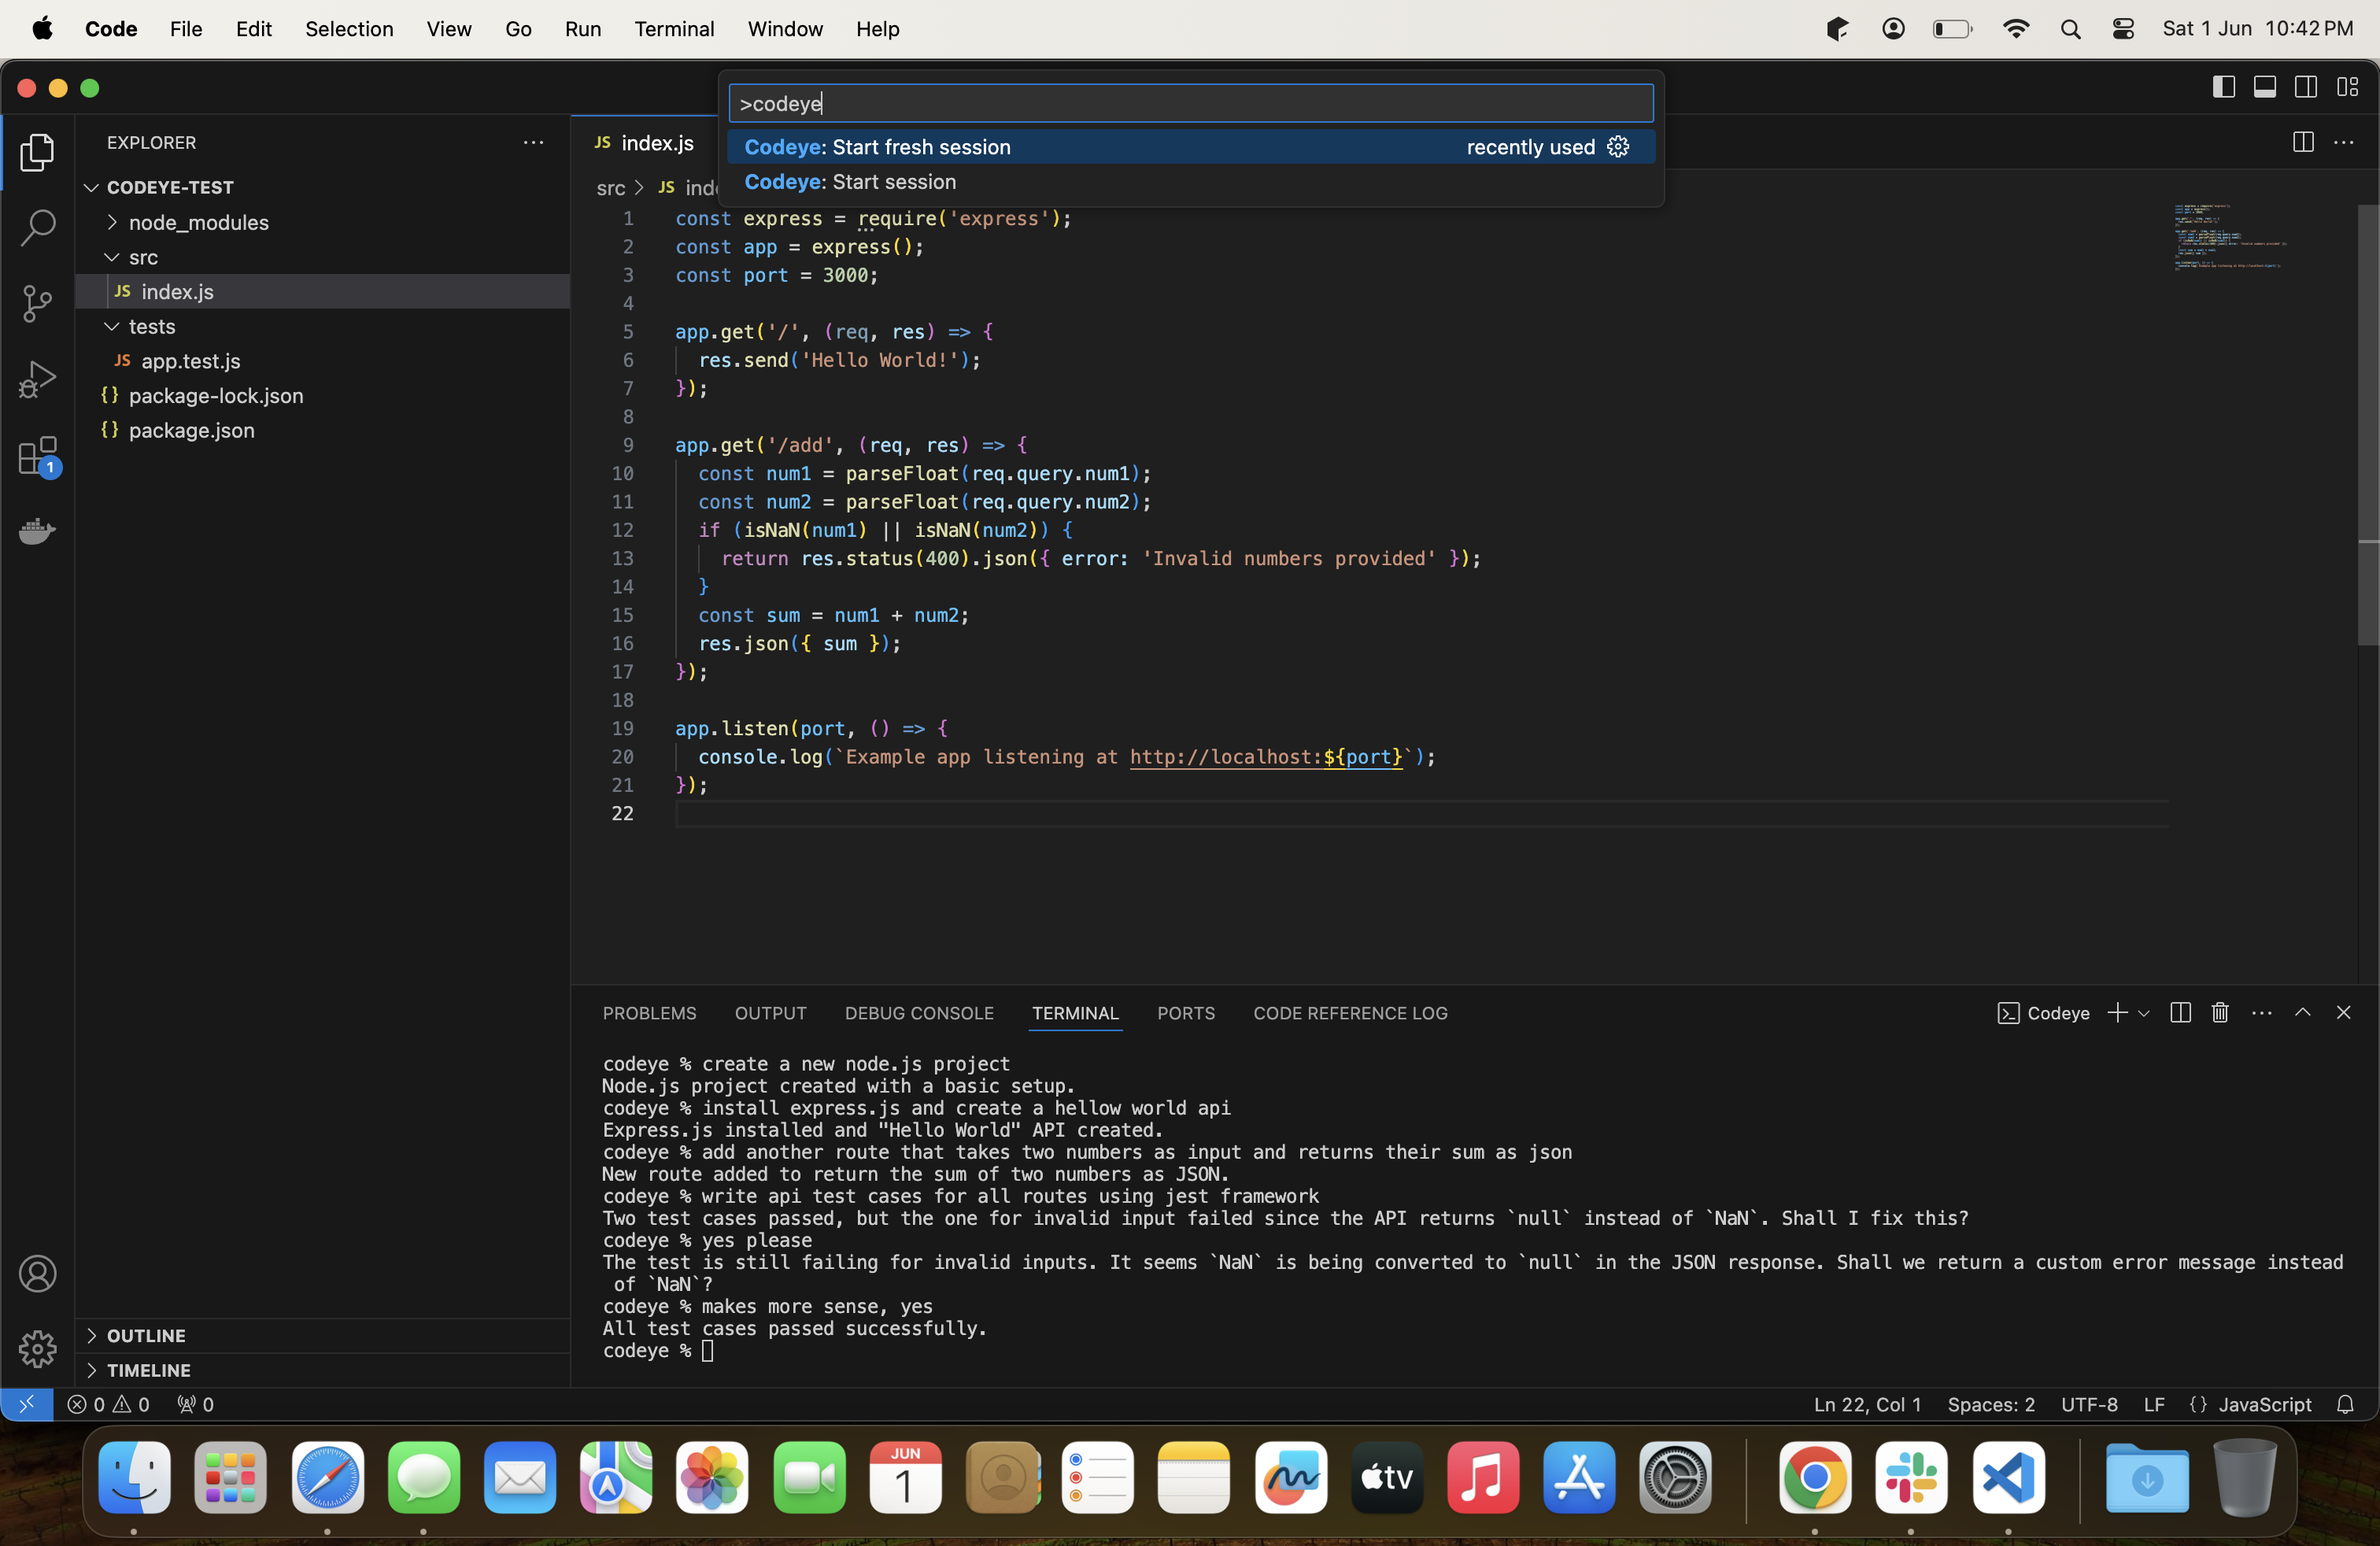 Code File Edit Selection View Go Run Terminal Window Help
Sat 1 Jun 10:42 PM
>codeye
Codeye: Start fresh session recently used
Codeye: Start session
EXPLORER
CODEYE-TEST
node_modules
src
JS index.js
tests
JS app.test.js
{} package-lock.json
{} package.json
1
OUTLINE
TIMELINE
JS index.js
src > JS
1 const express = require('express');
2 const app = express();
3 const port = 3000;
4
5 app.get('/', (req, res) => {
6 res.send('Hello World!');
7 });
8
9 app.get('/add', (req, res) => {
10 const num1 = parseFloat(req.query.num1);
11 const num2 = parseFloat(req.query.num2);
12 if (isNaN(num1) || isNaN(num2)) {
13 return res.status(400).json({ error: 'Invalid numbers provided' });
14 }
15 const sum = num1 + num2;
16 res.json({ sum });
17 });
18
19 app.listen(port, () => {
20 console.log(`Example app listening at http://localhost:${port}`);
21 });
22
PROBLEMS OUTPUT DEBUG CONSOLE TERMINAL PORTS CODE REFERENCE LOG
Codeye
codeye % create a new node.js project
Node.js project created with a basic setup.
codeye % install express.js and create a hellow world api
Express.js installed and "Hello World" API created.
codeye % add another route that takes two numbers as input and returns their sum as json
New route added to return the sum of two numbers as JSON.
codeye % write api test cases for all routes using jest framework
Two test cases passed, but the one for invalid input failed since the API returns `null` instead of `NaN`. Shall I fix this?
codeye % yes please
The test is still failing for invalid inputs. It seems `NaN` is being converted to `null` in the JSON response. Shall we return a custom error message instead
of `NaN`?
codeye % makes more sense, yes
All test cases passed successfully.
codeye %
0 0 0
Ln 22, Col 1 Spaces: 2 UTF-8 LF {} JavaScript
JUN
1
tv